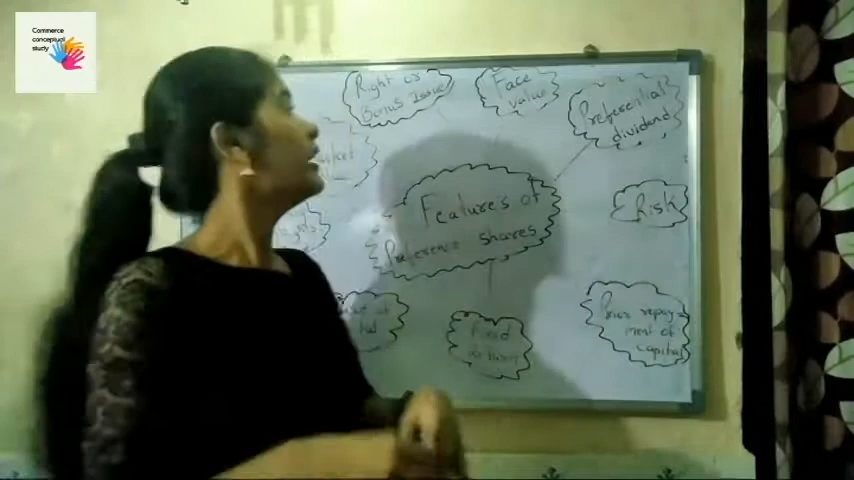 Commerce
conceptual
study
Right or
Bonus Issue
Face
value
Preferential
dividend
Features of
Preference shares
Risk
Prior repay
ment of
capital
Fixed